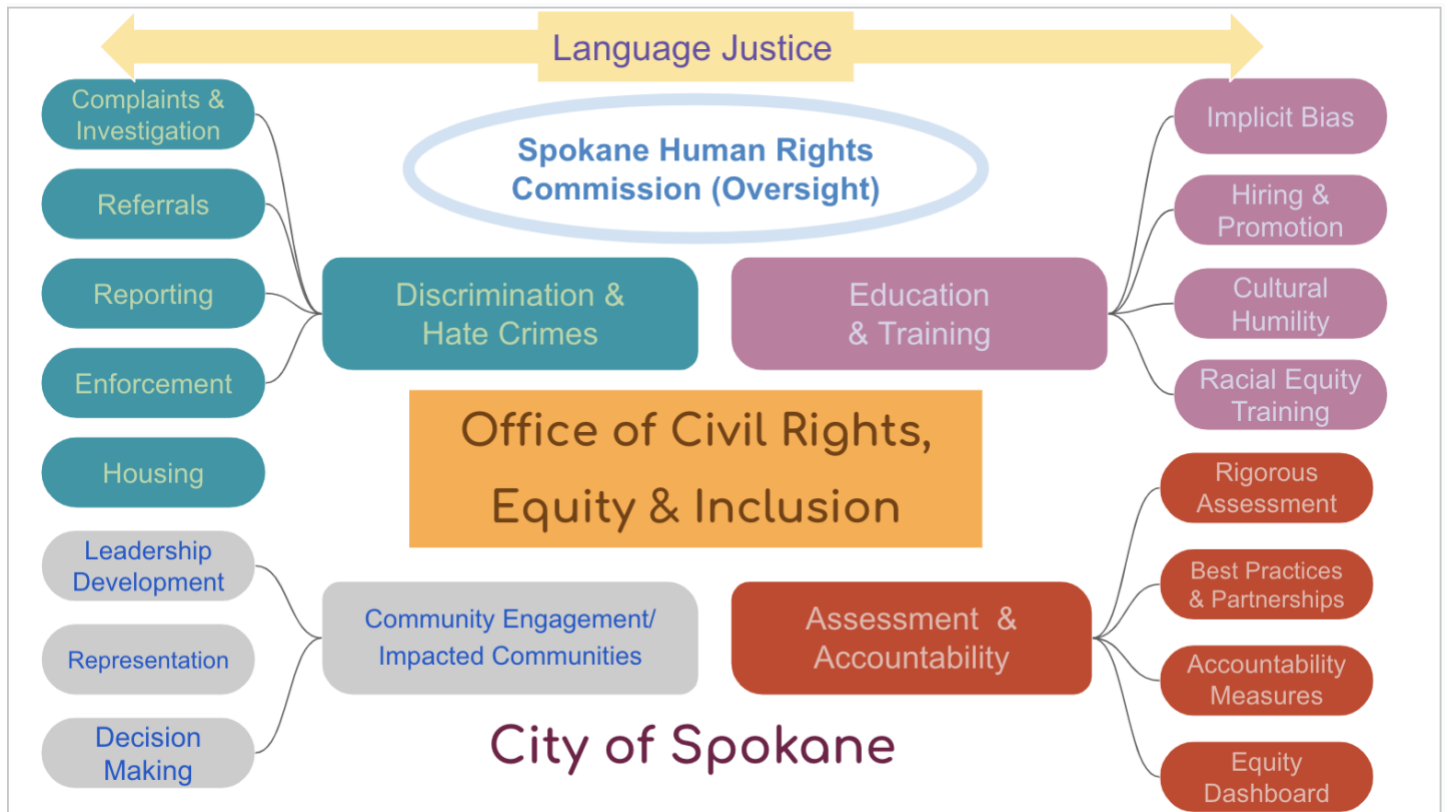 Language Justice
Spokane Human Rights
Commission (Oversight)
Complaints &
Investigation
Referrals
Reporting
Enforcement
Housing
Discrimination &
Hate Crimes
Education
& Training
Implicit Bias
Hiring &
Promotion
Cultural
Humility
Racial Equity
Training
Office of Civil Rights,
Equity & Inclusion
Leadership
Development
Representation
Decision
Making
Community Engagement/
Impacted Communities
Assessment &
Accountability
Rigorous
Assessment
Best Practices
& Partnerships
Accountability
Measures
Equity
Dashboard
City of Spokane